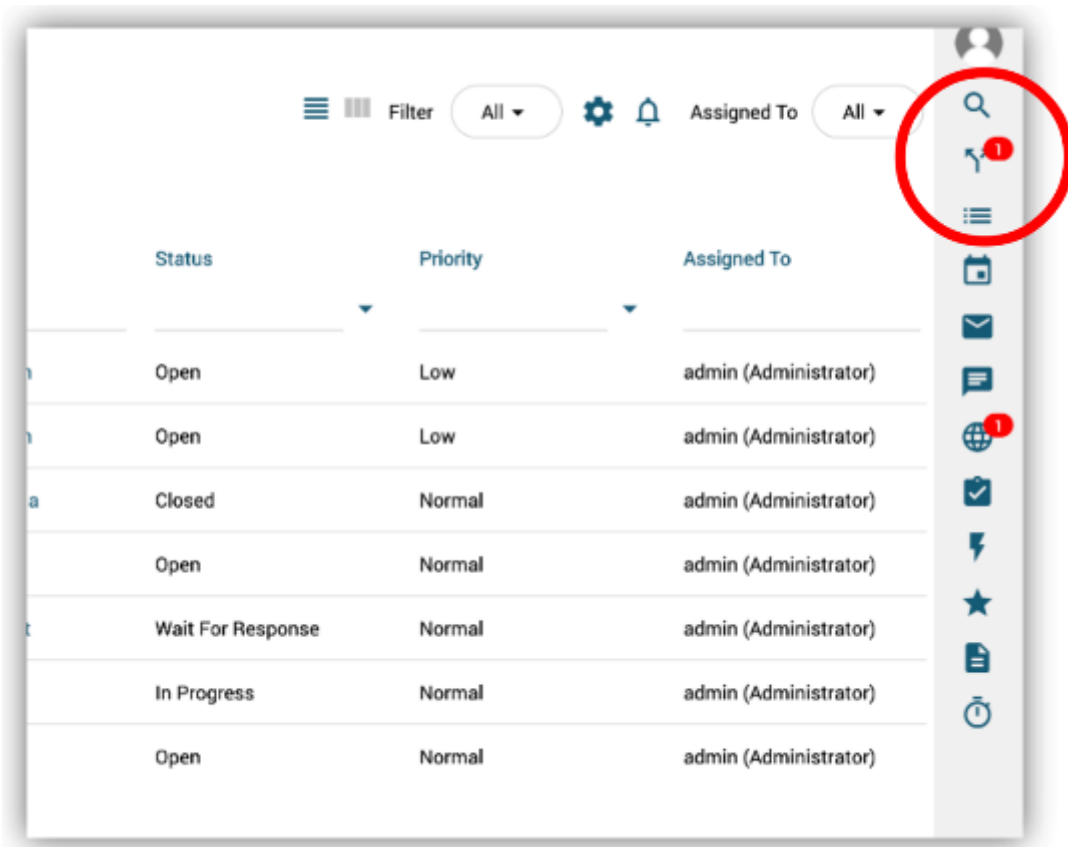 Filter All Assigned To All
1
Status Priority Assigned To
Open Low admin (Administrator)
Open Low admin (Administrator)
1
a Closed Normal admin (Administrator)
Open Normal admin (Administrator)
t Wait For Response Normal admin (Administrator)
In Progress Normal admin (Administrator)
Open Normal admin (Administrator)